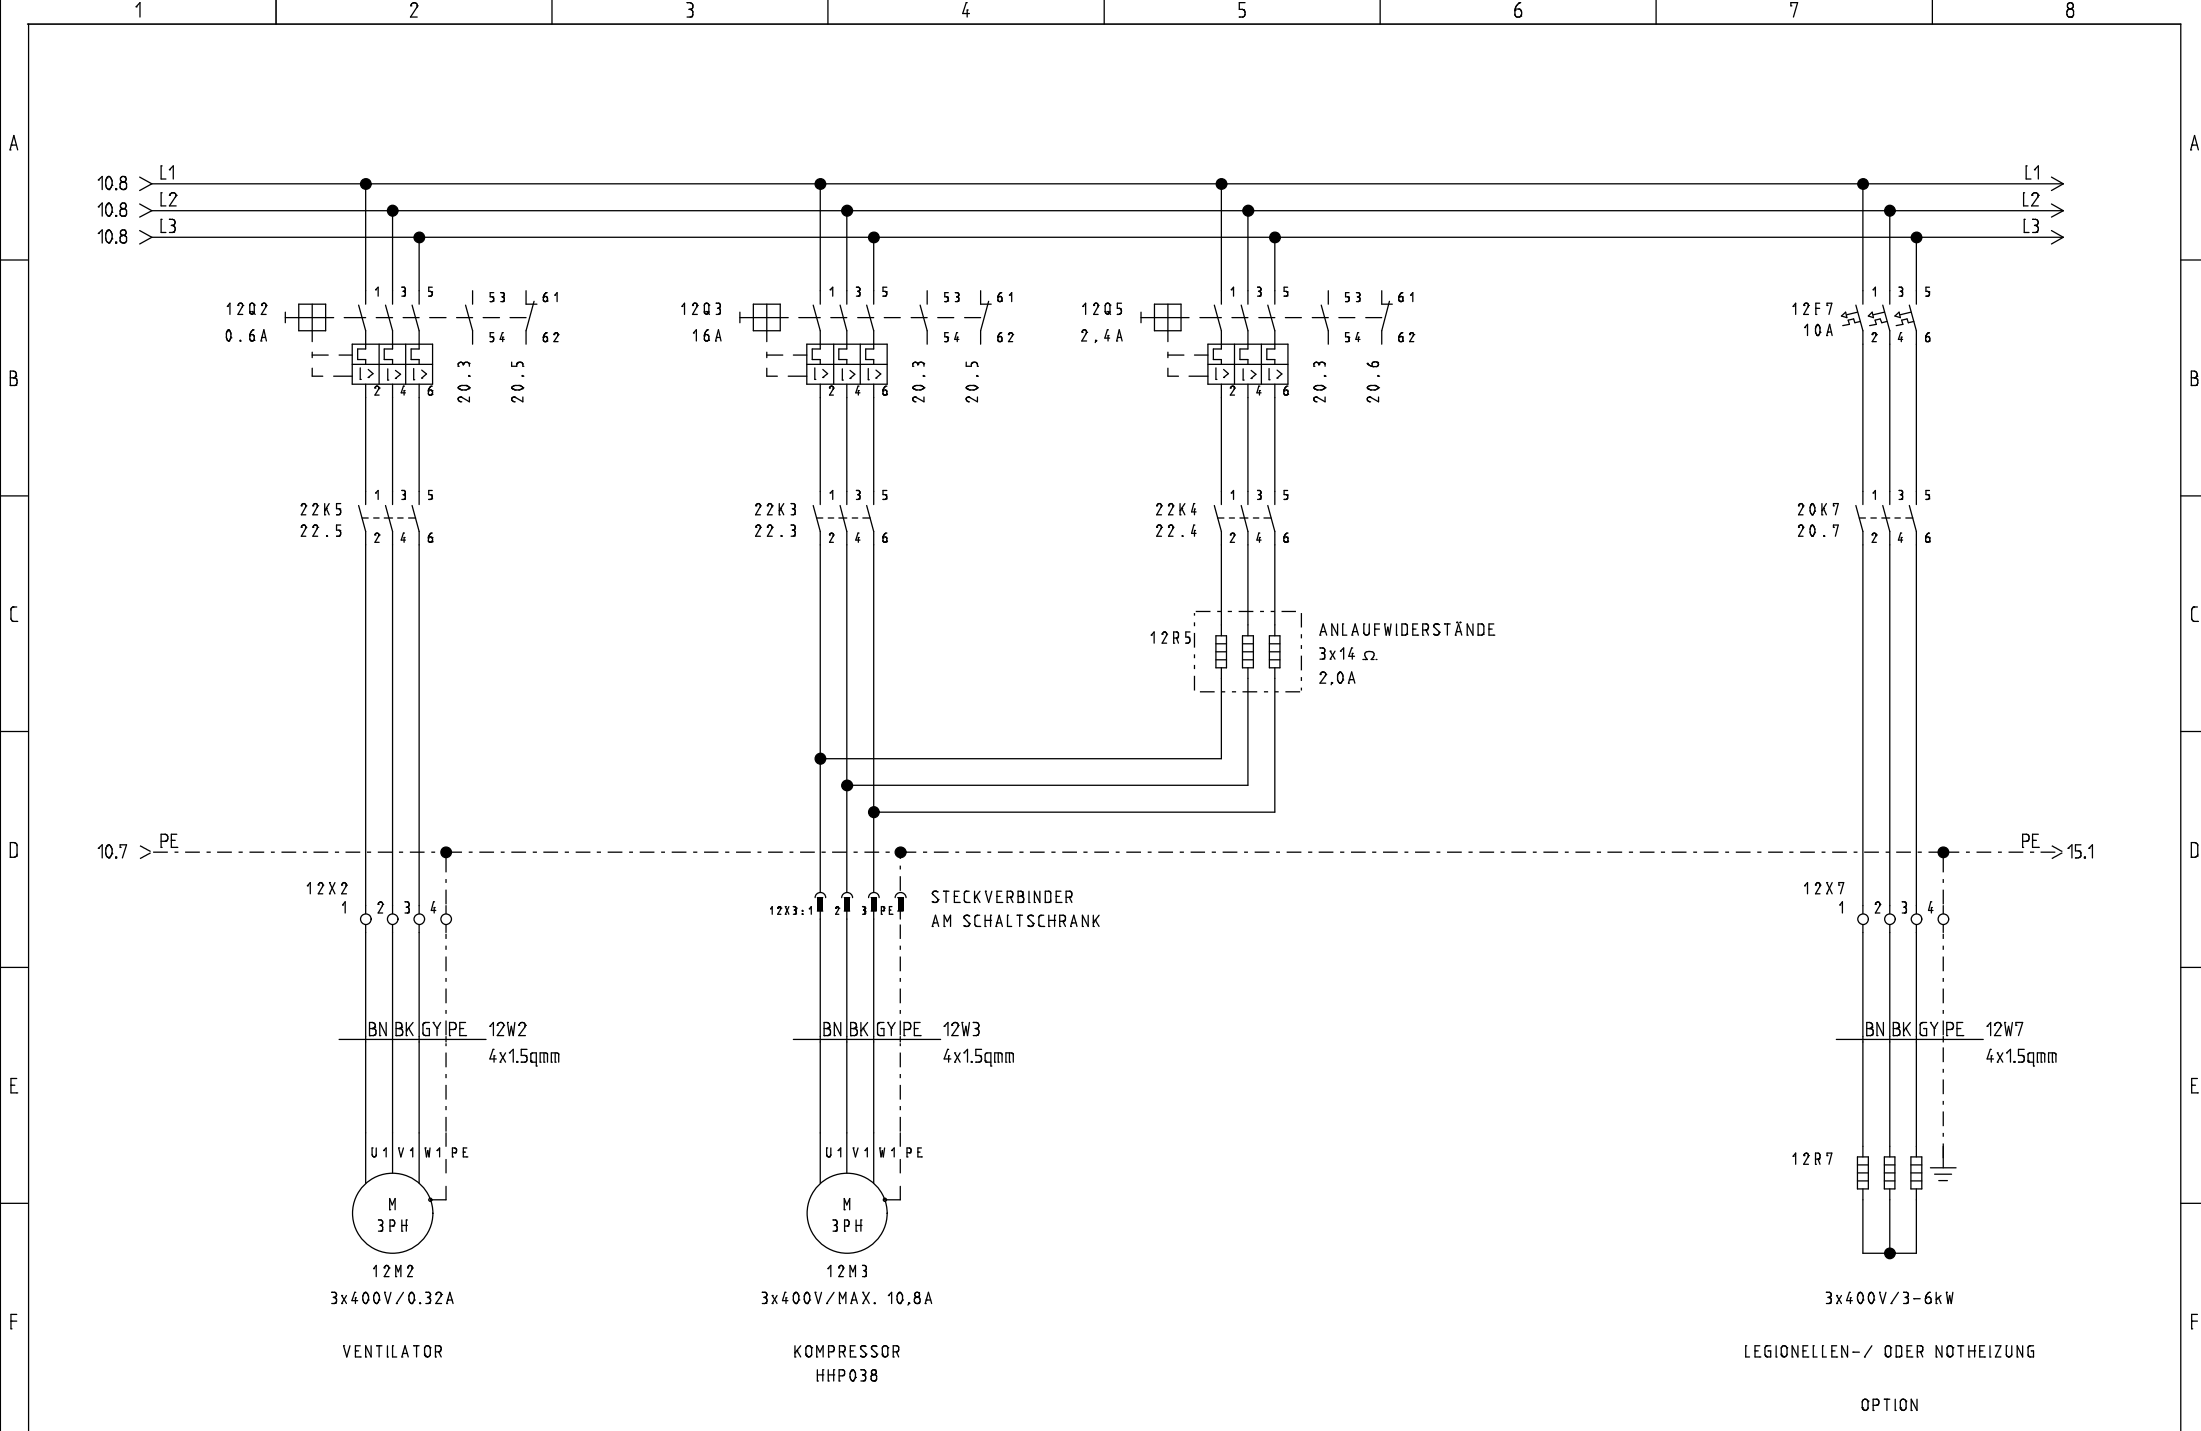 1 2 3 4 5 6 7 8
A A
10.8 L1 L1
10.8 L2 L2
10.8 L3 L3
12Q2
0.6A
1 3 5
53 61
54 62
2 4 6
20.3 20.5
12Q3
16A
1 3 5
53 61
54 62
2 4 6
20.3 20.5
12Q5
2,4A
1 3 5
53 61
54 62
2 4 6
20.3 20.6
12F7
10A
1 3 5
2 4 6
B B
I> I> I>
I> I> I>
I> I> I>
22K5
22.5
1 3 5
2 4 6
22K3
22.3
1 3 5
2 4 6
22K4
22.4
1 3 5
2 4 6
20K7
20.7
1 3 5
2 4 6
C C
12R5
ANLAUFWIDERSTÄNDE
3x14 Ω
2,0A
D D
10.7 PE PE 15.1
12X2
1 2 3 4
12X3:1 2 3 PE
STECKVERBINDER
AM SCHALTSCHRANK
12X7
1 2 3 4
BN BK GY PE 12W2
4x1.5qmm
BN BK GY PE 12W3
4x1.5qmm
BN BK GY PE 12W7
4x1.5qmm
E E
U1 V1 W1 PE
M
3PH
12M2
3x400V/0.32A
VENTILATOR
U1 V1 W1 PE
M
3PH
12M3
3x400V/MAX. 10,8A
KOMPRESSOR
HHP038
12R7
3x400V/3-6kW
LEGIONELLEN-/ ODER NOTHEIZUNG
OPTION
F F